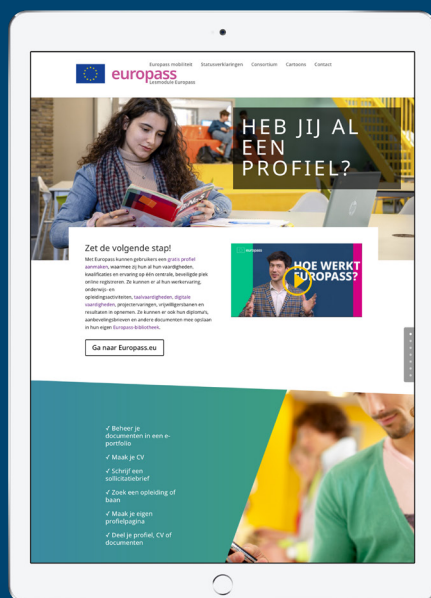 Europass mobiliteit Statusverklaringen Consortium Cartoons Contact
europass
Lesmodule Europass
HEB JIJ AL
EEN
PROFIEL?
Zet de volgende stap!
Met Europass kunnen gebruikers een gratis profiel
aanmaken, waarmee zij hun al hun vaardigheden,
kwalificaties en ervaring op één centrale, beveiligde plek
online registreren. Ze kunnen er al hun werkervaring,
onderwijs- en
opleidingsactiviteiten, taalvaardigheden, digitale
vaardigheden, projectervaringen, vrijwilligersbanen en
resultaten in opnemen. Ze kunnen er ook hun diploma's,
aanbevelingsbrieven en andere documenten mee opslaan
in hun eigen Europass-bibliotheek.
europass
HOE WERKT
EUROPASS?
Ga naar Europass.eu
✓ Beheer je
documenten in een e-
portfolio
✓ Maak je CV
✓ Schrijf een
sollicitatiebrief
✓ Zoek een opleiding of
baan
✓ Maak je eigen
profielpagina
✓ Deel je profiel, CV of
documenten